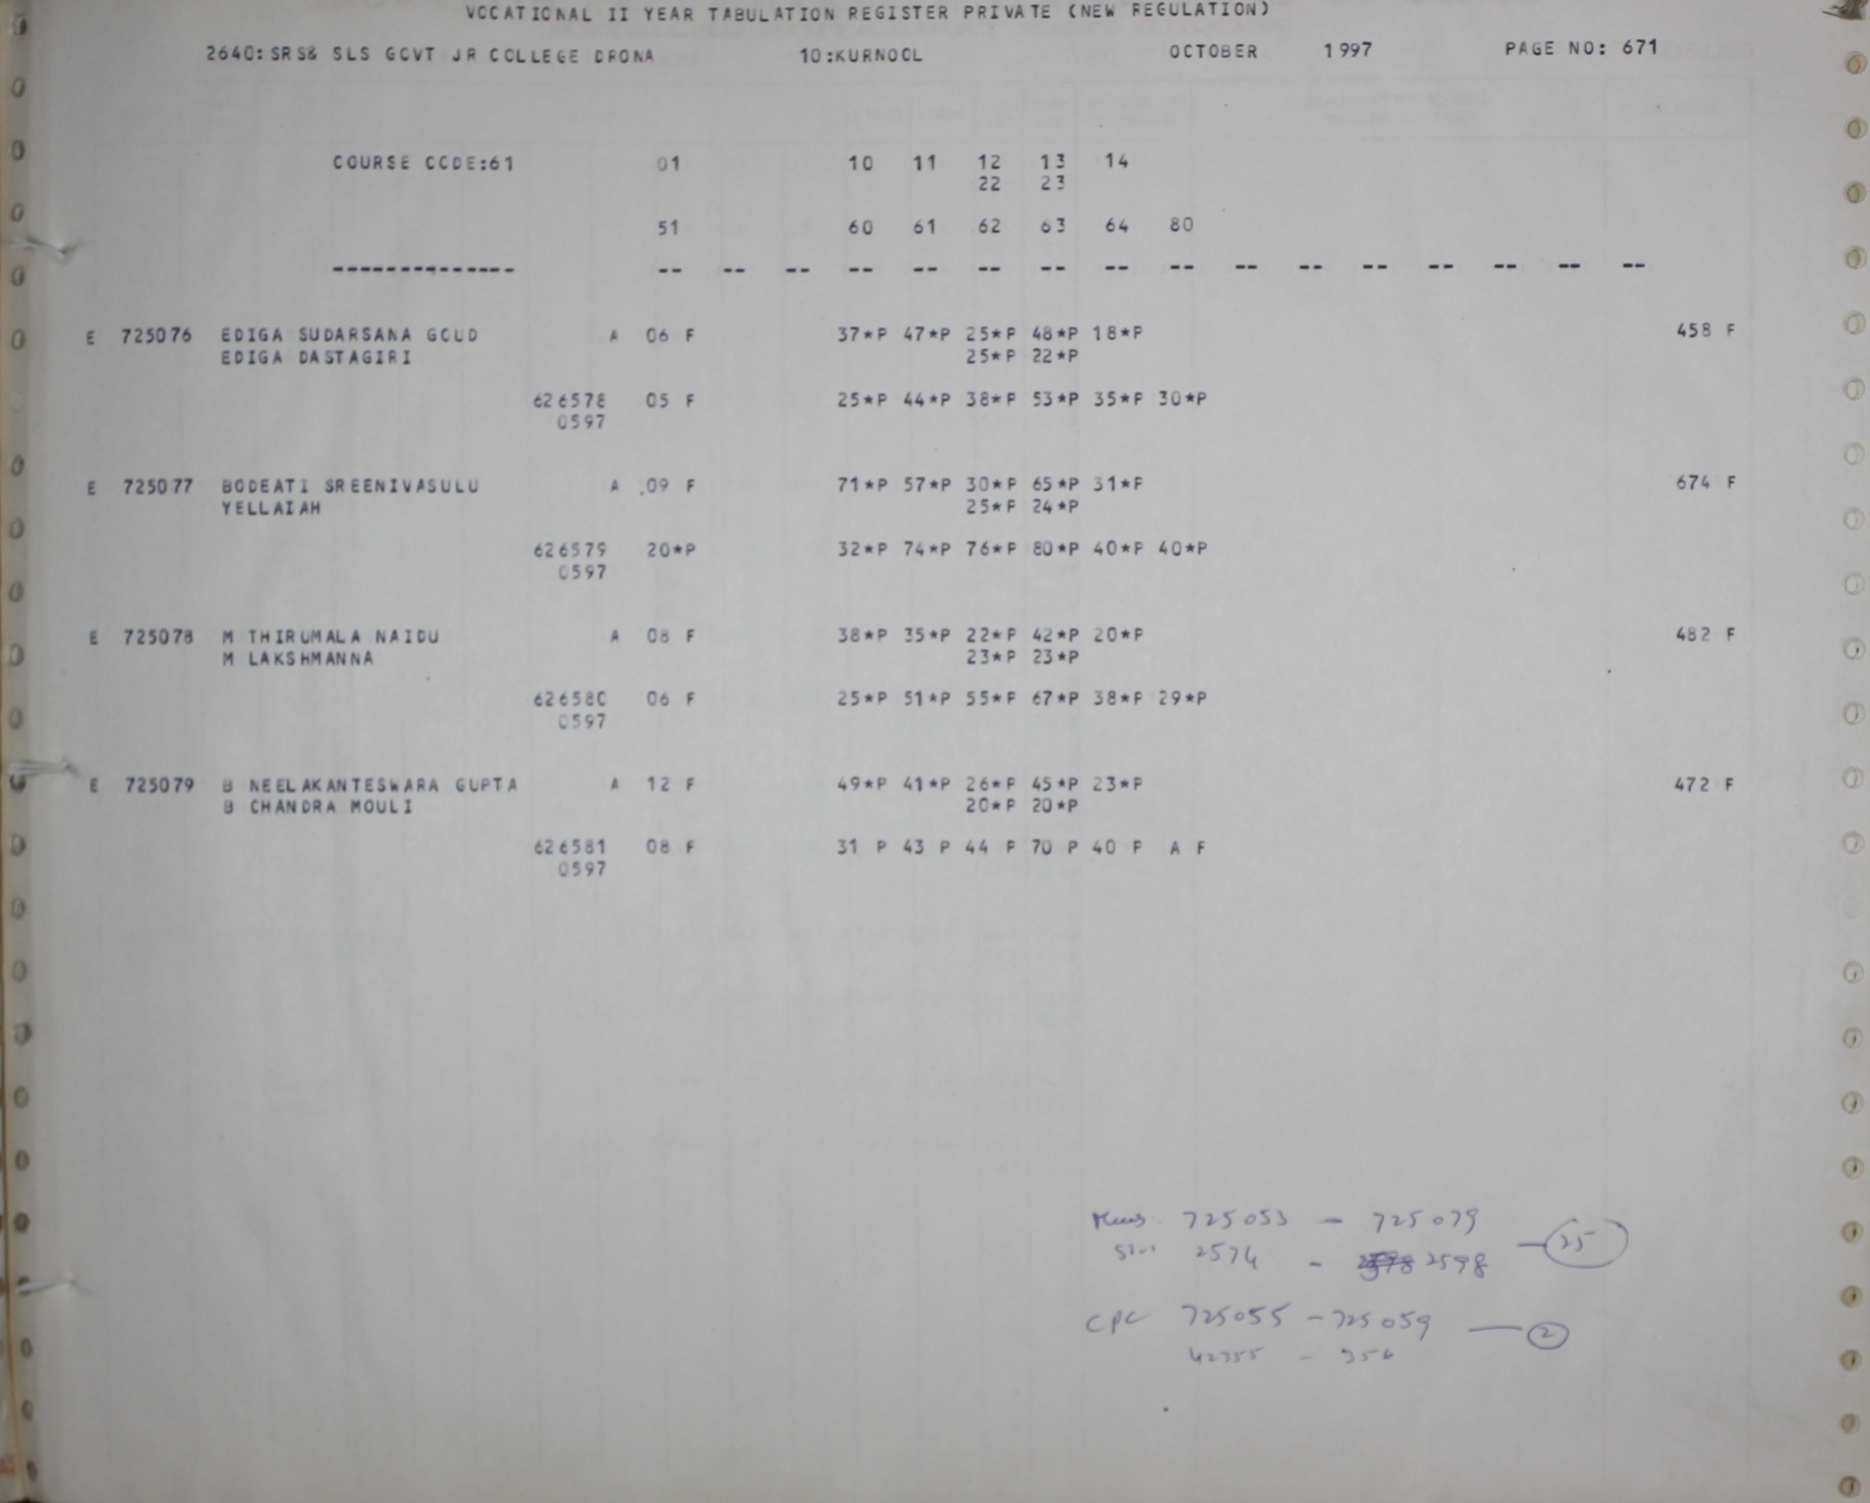 VOCATIONAL II YEAR TABULATION REGISTER PRIVATE (NEW REGULATION)
2640:SRS& SLS GOVT JR COLLEGE DRONA 10:KURNOOL OCTOBER 1997 PAGE NO: 671
COURSE CODE:61 01 10 11 12 13 14
22 23
51 60 61 62 63 64 80
-------------- -- -- -- -- -- -- -- -- -- -- -- -- -- -- -- --
E 725076 EDIGA SUDARSANA GOUD A 06 F 37*P 47*P 25*P 48*P 18*P 458 F
EDIGA DASTAGIRI 25*P 22*P
626578 05 F 25*P 44*P 38*P 53*P 35*P 30*P
0597
E 725077 BODEATI SREENIVASULU A 09 F 71*P 57*P 30*P 65*P 31*P 674 F
YELLAIAH 25*P 24*P
626579 20*P 32*P 74*P 76*P 80*P 40*P 40*P
0597
E 725078 M THIRUMALA NAIDU A 08 F 38*P 35*P 22*P 42*P 20*P 482 F
M LAKSHMANNA 23*P 23*P
626580 06 F 25*P 51*P 55*P 67*P 38*P 29*P
0597
E 725079 B NEELAKANTESWARA GUPTA A 12 F 49*P 41*P 26*P 45*P 23*P 472 F
B CHANDRA MOULI 20*P 20*P
626581 08 F 31 P 43 P 44 P 70 P 40 P A F
0597
725053 - 725079
2574 - 2598 - 25
CPC 725055 - 725059 - 2